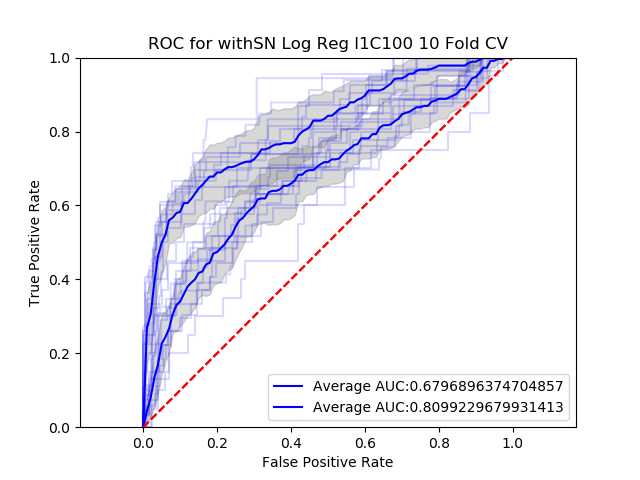 ROC for withSN Log Reg l1C100 10 Fold CV
1.0
0.8
0.6
0.4
0.2
0.0
True Positive Rate
Average AUC:0.6796896374704857
Average AUC:0.8099229679931413
0.0 0.2 0.4 0.6 0.8 1.0
False Positive Rate